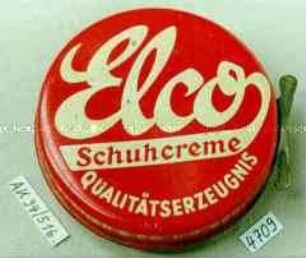 Elco
Schuhcreme
QUALITÄTSERZEUGNIS
AK 94/516.
4709